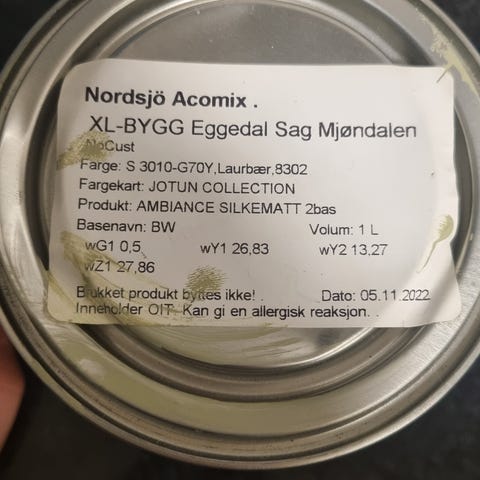 Nordsjö Acomix .
XL-BYGG Eggedal Sag Mjøndalen
NoCust
Farge: S 3010-G70Y,Laurbær,8302
Fargekart: JOTUN COLLECTION
Produkt: AMBIANCE SILKEMATT 2bas
Basenavn: BW Volum: 1 L
wG1 0,5 wY1 26,83 wY2 13,27
wZ1 27,86
Brukket produkt byttes ikke! . Dato: 05.11.2022
Inneholder OIT. Kan gi en allergisk reaksjon. .